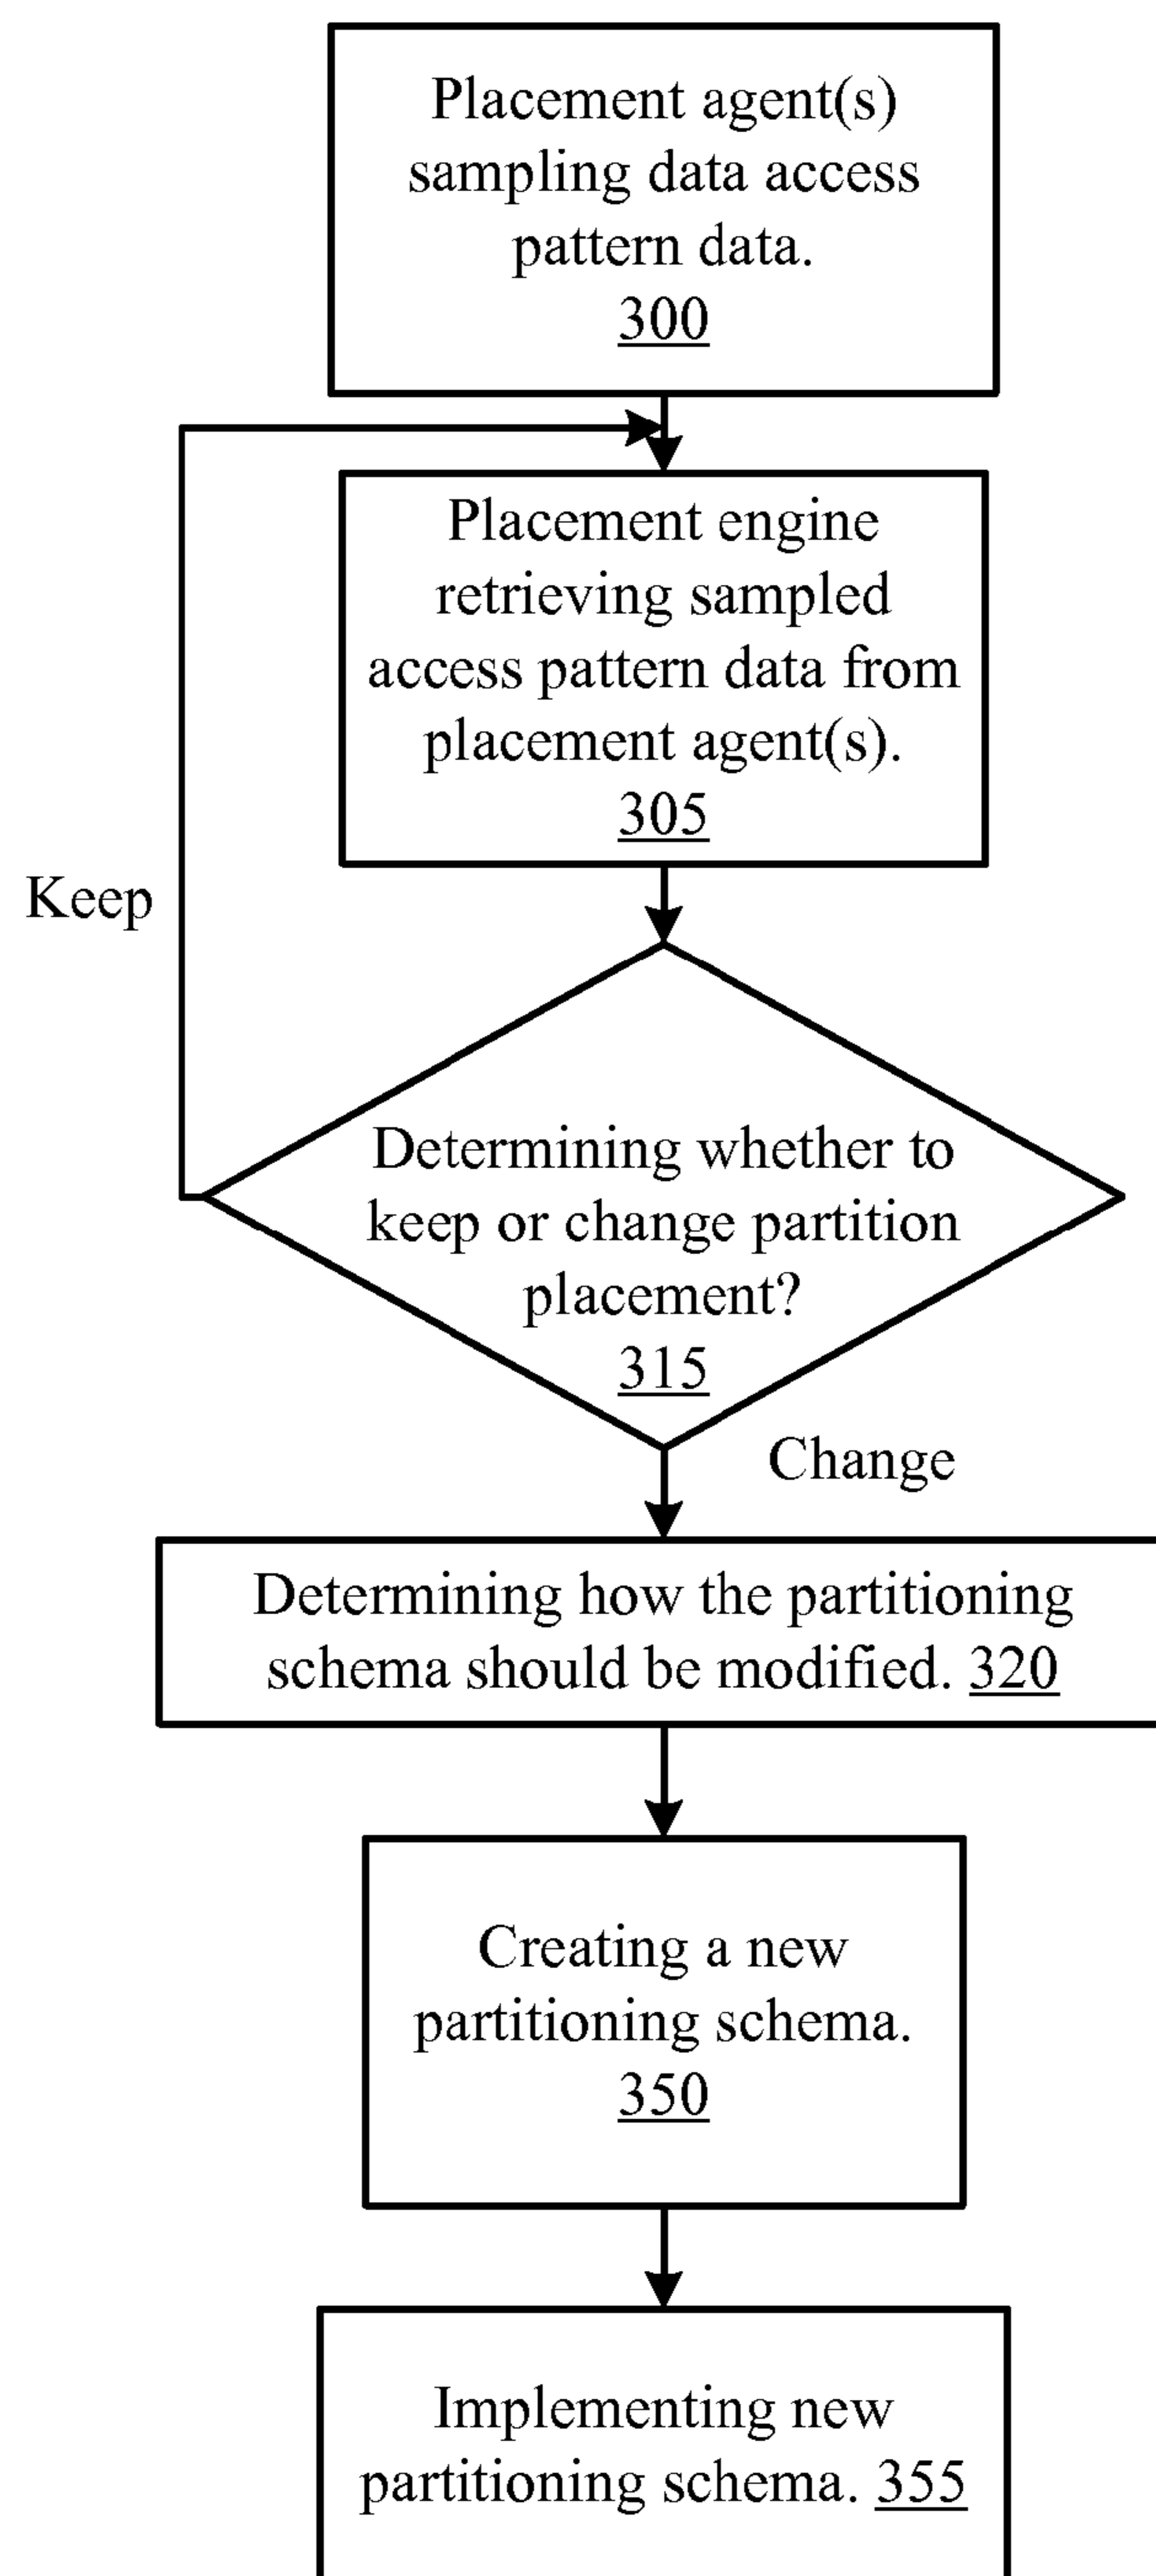 Placement agent(s)
sampling data access
pattern data.
300
Placement engine
retrieving sampled
access pattern data from
placement agent(s).
305
Keep
Determining whether to
keep or change partition
placement?
315
Change
Determining how the partitioning
schema should be modified. 320
Creating a new
partitioning schema.
350
Implementing new
partitioning schema. 355